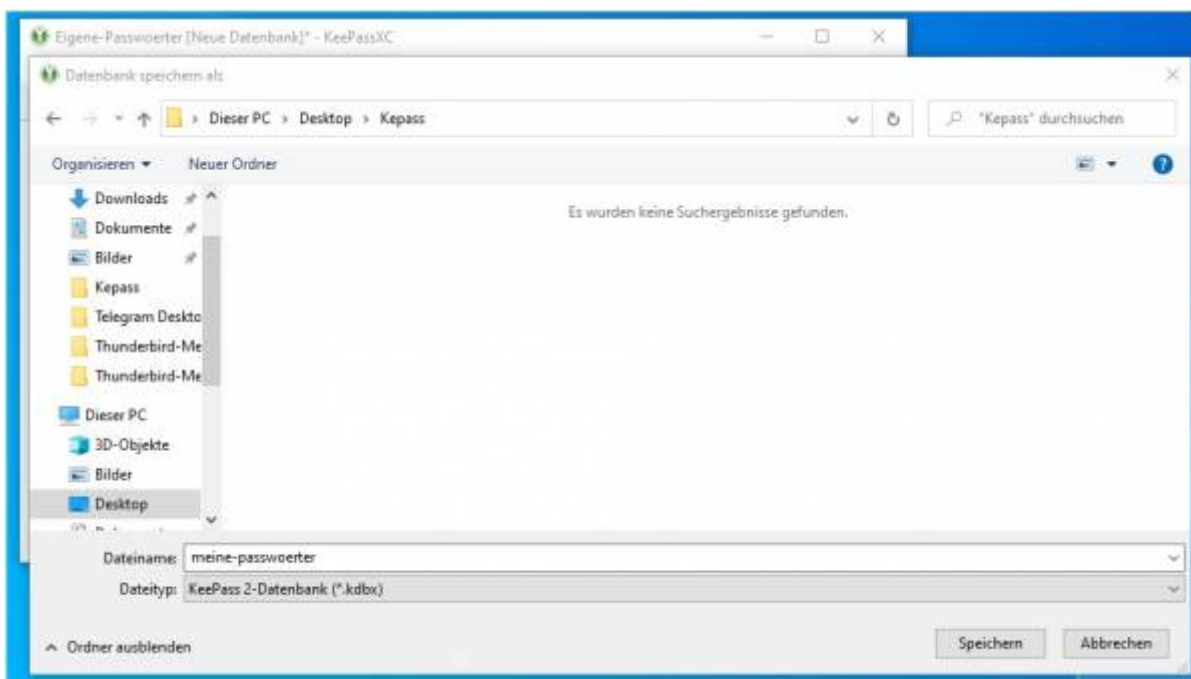 Eigene-Passwoerter [Neue Datenbank]* - KeePassXC
Datenbank speichern als
Dieser PC › Desktop › Kepass
"Kepass" durchsuchen
Organisieren
Neuer Ordner
Downloads
Es wurden keine Suchergebnisse gefunden.
Dokumente
Bilder
Kepass
Telegram Deskto
Thunderbird-Me
Thunderbird-Me
Dieser PC
3D-Objekte
Bilder
Desktop
Dateiname: meine-passwoerter
Dateityp: KeePass 2-Datenbank (*.kdbx)
Ordner ausblenden
Speichern
Abbrechen